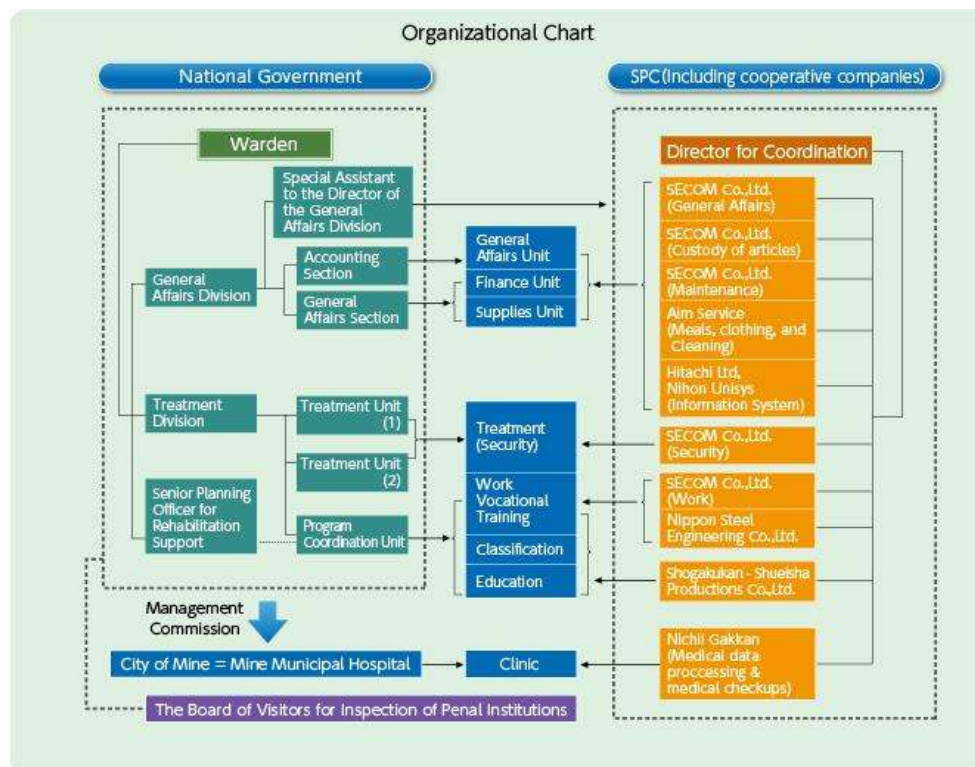 Organizational Chart
National Government
SPC(Including cooperative companies)
Warden
Director for Coordination
Special Assistant
to the Director of
the General
Affairs Division
General
Affairs Division
Accounting
Section
General
Affairs Section
General
Affairs Unit
Finance Unit
Supplies Unit
SECOM Co.,Ltd.
(General Affairs)
SECOM Co.,Ltd.
(Custody of articles)
SECOM Co.,Ltd.
(Maintenance)
Aim Service
(Meals, clothing, and
Cleaning)
Hitachi Ltd,
Nihon Unisys
(Information System)
Treatment
Division
Treatment Unit
(1)
Treatment Unit
(2)
Treatment
(Security)
SECOM Co.,Ltd.
(Security)
Senior Planning
Officer for
Rehabilitation
Support
Program
Coordination Unit
Work
Vocational
Training
Classification
Education
SECOM Co.,Ltd.
(Work)
Nippon Steel
Engineering Co.,Ltd.
Shogakukan - Shueisha
Productions Co.,Ltd.
Management
Commission
City of Mine = Mine Municipal Hospital
Clinic
Nichii Gakkan
(Medical data
proccessing &
medical checkups)
The Board of Visitors for Inspection of Penal Institutions